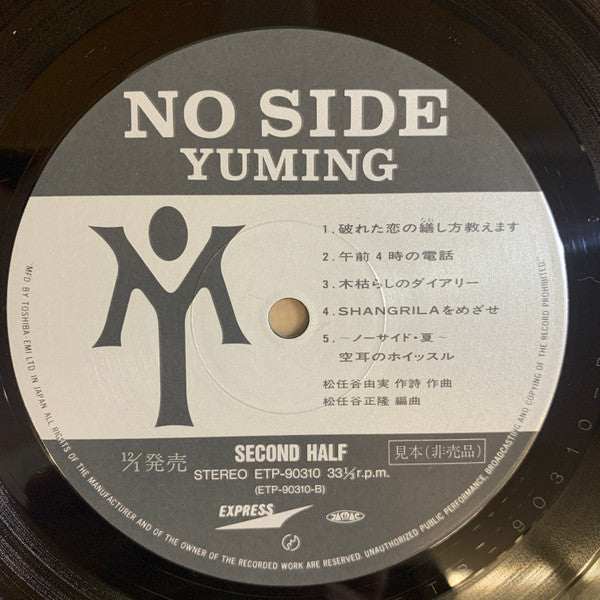 NO SIDE
YUMING
1. 破れた恋の繕し方教えます
2. 午前4時の電話
3. 木枯らしのダイアリー
4. SHANGRILAをめざせ
5. 〜ノーサイド・夏〜
空耳のホイッスル
松任谷由実 作詩 作曲
松任谷正隆 編曲
12/1発売
SECOND HALF
見本(非売品)
STEREO ETP-90310 33⅓r.p.m.
(ETP-90310-B)
EXPRESS
JASRAC
MFD. BY TOSHIBA EMI LTD. IN JAPAN ALL RIGHTS OF THE MANUFACTURER AND OF THE OWNER OF THE RECORDED WORK ARE RESERVED. UNAUTHORIZED PUBLIC PERFORMANCE BROADCASTING AND COPYING OF THE RECORD PROHIBITED